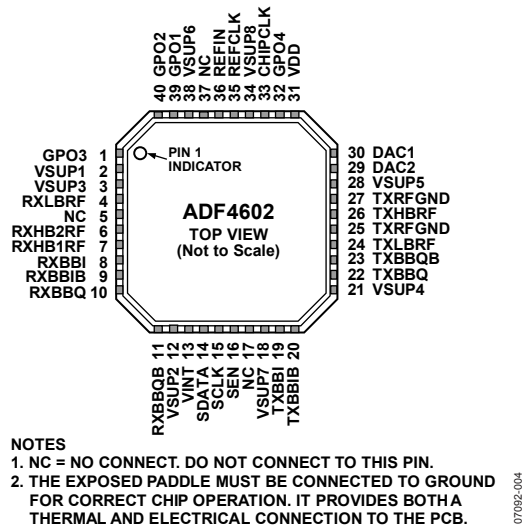 40 GPO2
39 GPO1
38 VSUP6
37 NC
36 REFIN
35 REFCLK
34 VSUP8
33 CHIPCLK
32 GPO4
31 VDD
GPO3 1
VSUP1 2
VSUP3 3
RXLBRF 4
NC 5
RXHB2RF 6
RXHB1RF 7
RXBBI 8
RXBBIB 9
RXBBQ 10
PIN 1
INDICATOR
ADF4602
TOP VIEW
(Not to Scale)
30 DAC1
29 DAC2
28 VSUP5
27 TXRFGND
26 TXHBRF
25 TXRFGND
24 TXLBRF
23 TXBBQB
22 TXBBQ
21 VSUP4
RXBBQB 11
VSUP2 12
VINT 13
SDATA 14
SCLK 15
SEN 16
NC 17
VSUP7 18
TXBBI 19
TXBBIB 20
NOTES
1. NC = NO CONNECT. DO NOT CONNECT TO THIS PIN.
2. THE EXPOSED PADDLE MUST BE CONNECTED TO GROUND
FOR CORRECT CHIP OPERATION. IT PROVIDES BOTH A
THERMAL AND ELECTRICAL CONNECTION TO THE PCB.
07092-004